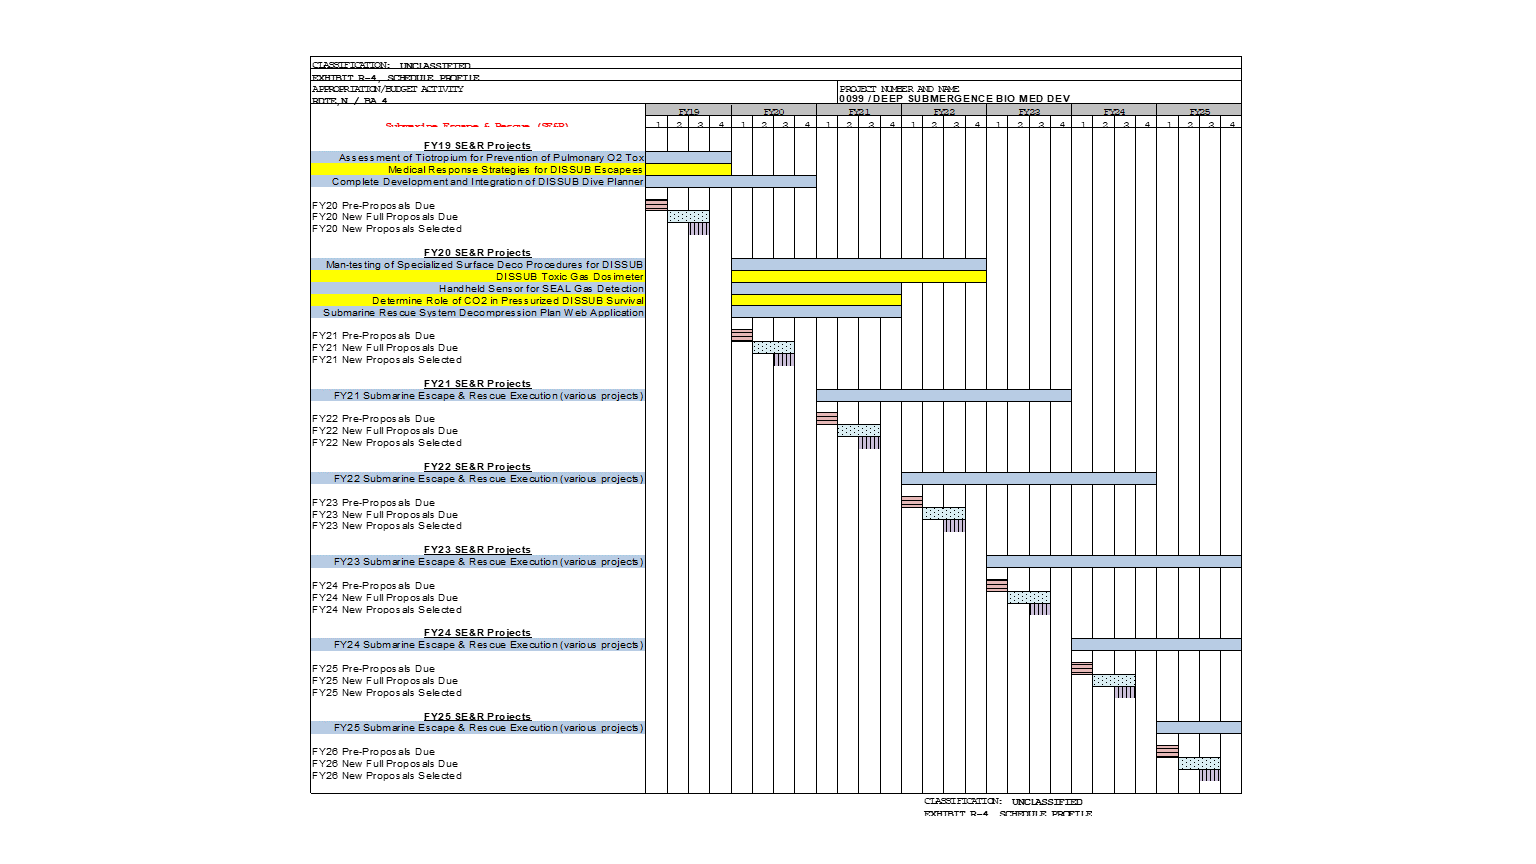 CLASSIFICATION: UNCLASSIFIED
EXHIBIT R-4, SCHEDULE PROFILE
APPROPRIATION/BUDGET ACTIVITY PROJECT NUMBER AND NAME
RDTE,N / BA 4 0099 / DEEP SUBMERGENCE BIO MED DEV
FY19 FY20 FY21 FY22 FY23 FY24 FY25
Submarine Escape & Rescue (SE&R) 1 2 3 4 1 2 3 4 1 2 3 4 1 2 3 4 1 2 3 4 1 2 3 4 1 2 3 4
FY19 SE&R Projects
Assessment of Tiotropium for Prevention of Pulmonary O2 Tox
Medical Response Strategies for DISSUB Escapees
Complete Development and Integration of DISSUB Dive Planner
FY20 Pre-Proposals Due
FY20 New Full Proposals Due
FY20 New Proposals Selected
FY20 SE&R Projects
Man-testing of Specialized Surface Deco Procedures for DISSUB
DISSUB Toxic Gas Dosimeter
Handheld Sensor for SEAL Gas Detection
Determine Role of CO2 in Pressurized DISSUB Survival
Submarine Rescue System Decompression Plan Web Application
FY21 Pre-Proposals Due
FY21 New Full Proposals Due
FY21 New Proposals Selected
FY21 SE&R Projects
FY21 Submarine Escape & Rescue Execution (various projects)
FY22 Pre-Proposals Due
FY22 New Full Proposals Due
FY22 New Proposals Selected
FY22 SE&R Projects
FY22 Submarine Escape & Rescue Execution (various projects)
FY23 Pre-Proposals Due
FY23 New Full Proposals Due
FY23 New Proposals Selected
FY23 SE&R Projects
FY23 Submarine Escape & Rescue Execution (various projects)
FY24 Pre-Proposals Due
FY24 New Full Proposals Due
FY24 New Proposals Selected
FY24 SE&R Projects
FY24 Submarine Escape & Rescue Execution (various projects)
FY25 Pre-Proposals Due
FY25 New Full Proposals Due
FY25 New Proposals Selected
FY25 SE&R Projects
FY25 Submarine Escape & Rescue Execution (various projects)
FY26 Pre-Proposals Due
FY26 New Full Proposals Due
FY26 New Proposals Selected
CLASSIFICATION: UNCLASSIFIED
EXHIBIT R-4, SCHEDULE PROFILE